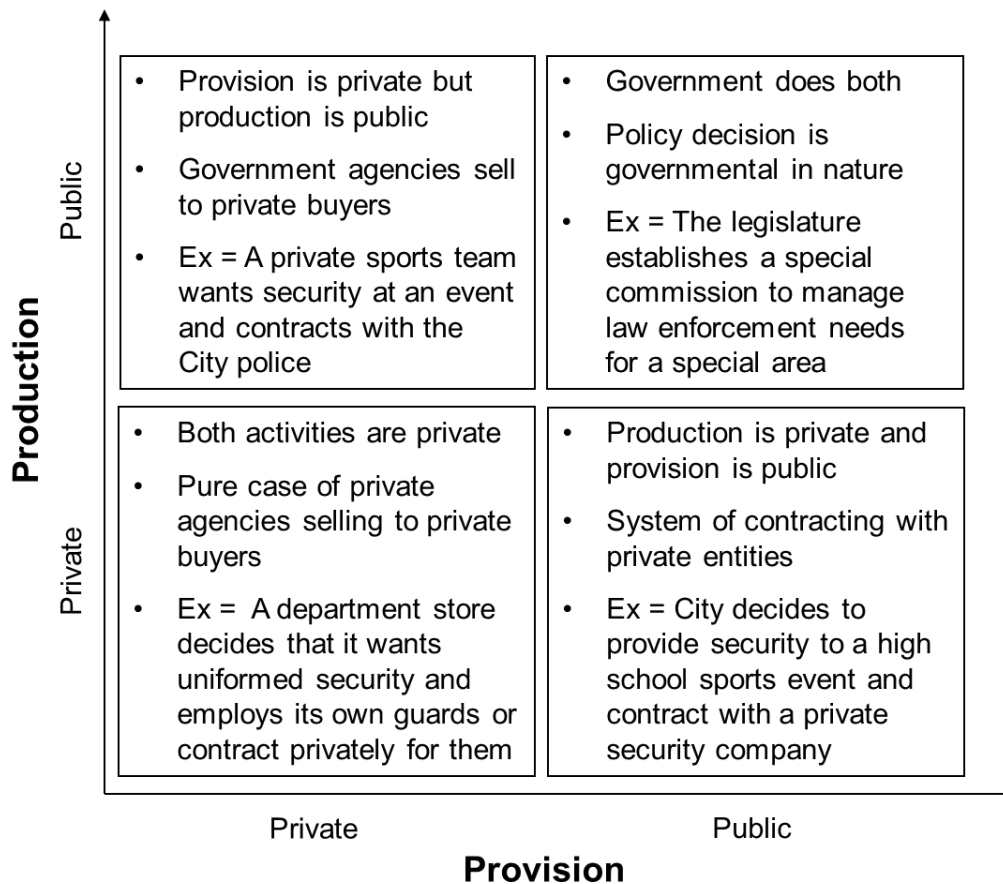 • Provision is private but
production is public
• Government agencies sell
to private buyers
• Ex = A private sports team
wants security at an event
and contracts with the
City police
• Government does both
• Policy decision is
governmental in nature
• Ex = The legislature
establishes a special
commission to manage
law enforcement needs
for a special area
• Both activities are private
• Pure case of private
agencies selling to private
buyers
• Ex = A department store
decides that it wants
uniformed security and
employs its own guards or
contract privately for them
• Production is private and
provision is public
• System of contracting with
private entities
• Ex = City decides to
provide security to a high
school sports event and
contract with a private
security company
Production
Public
Private
Private
Public
Provision